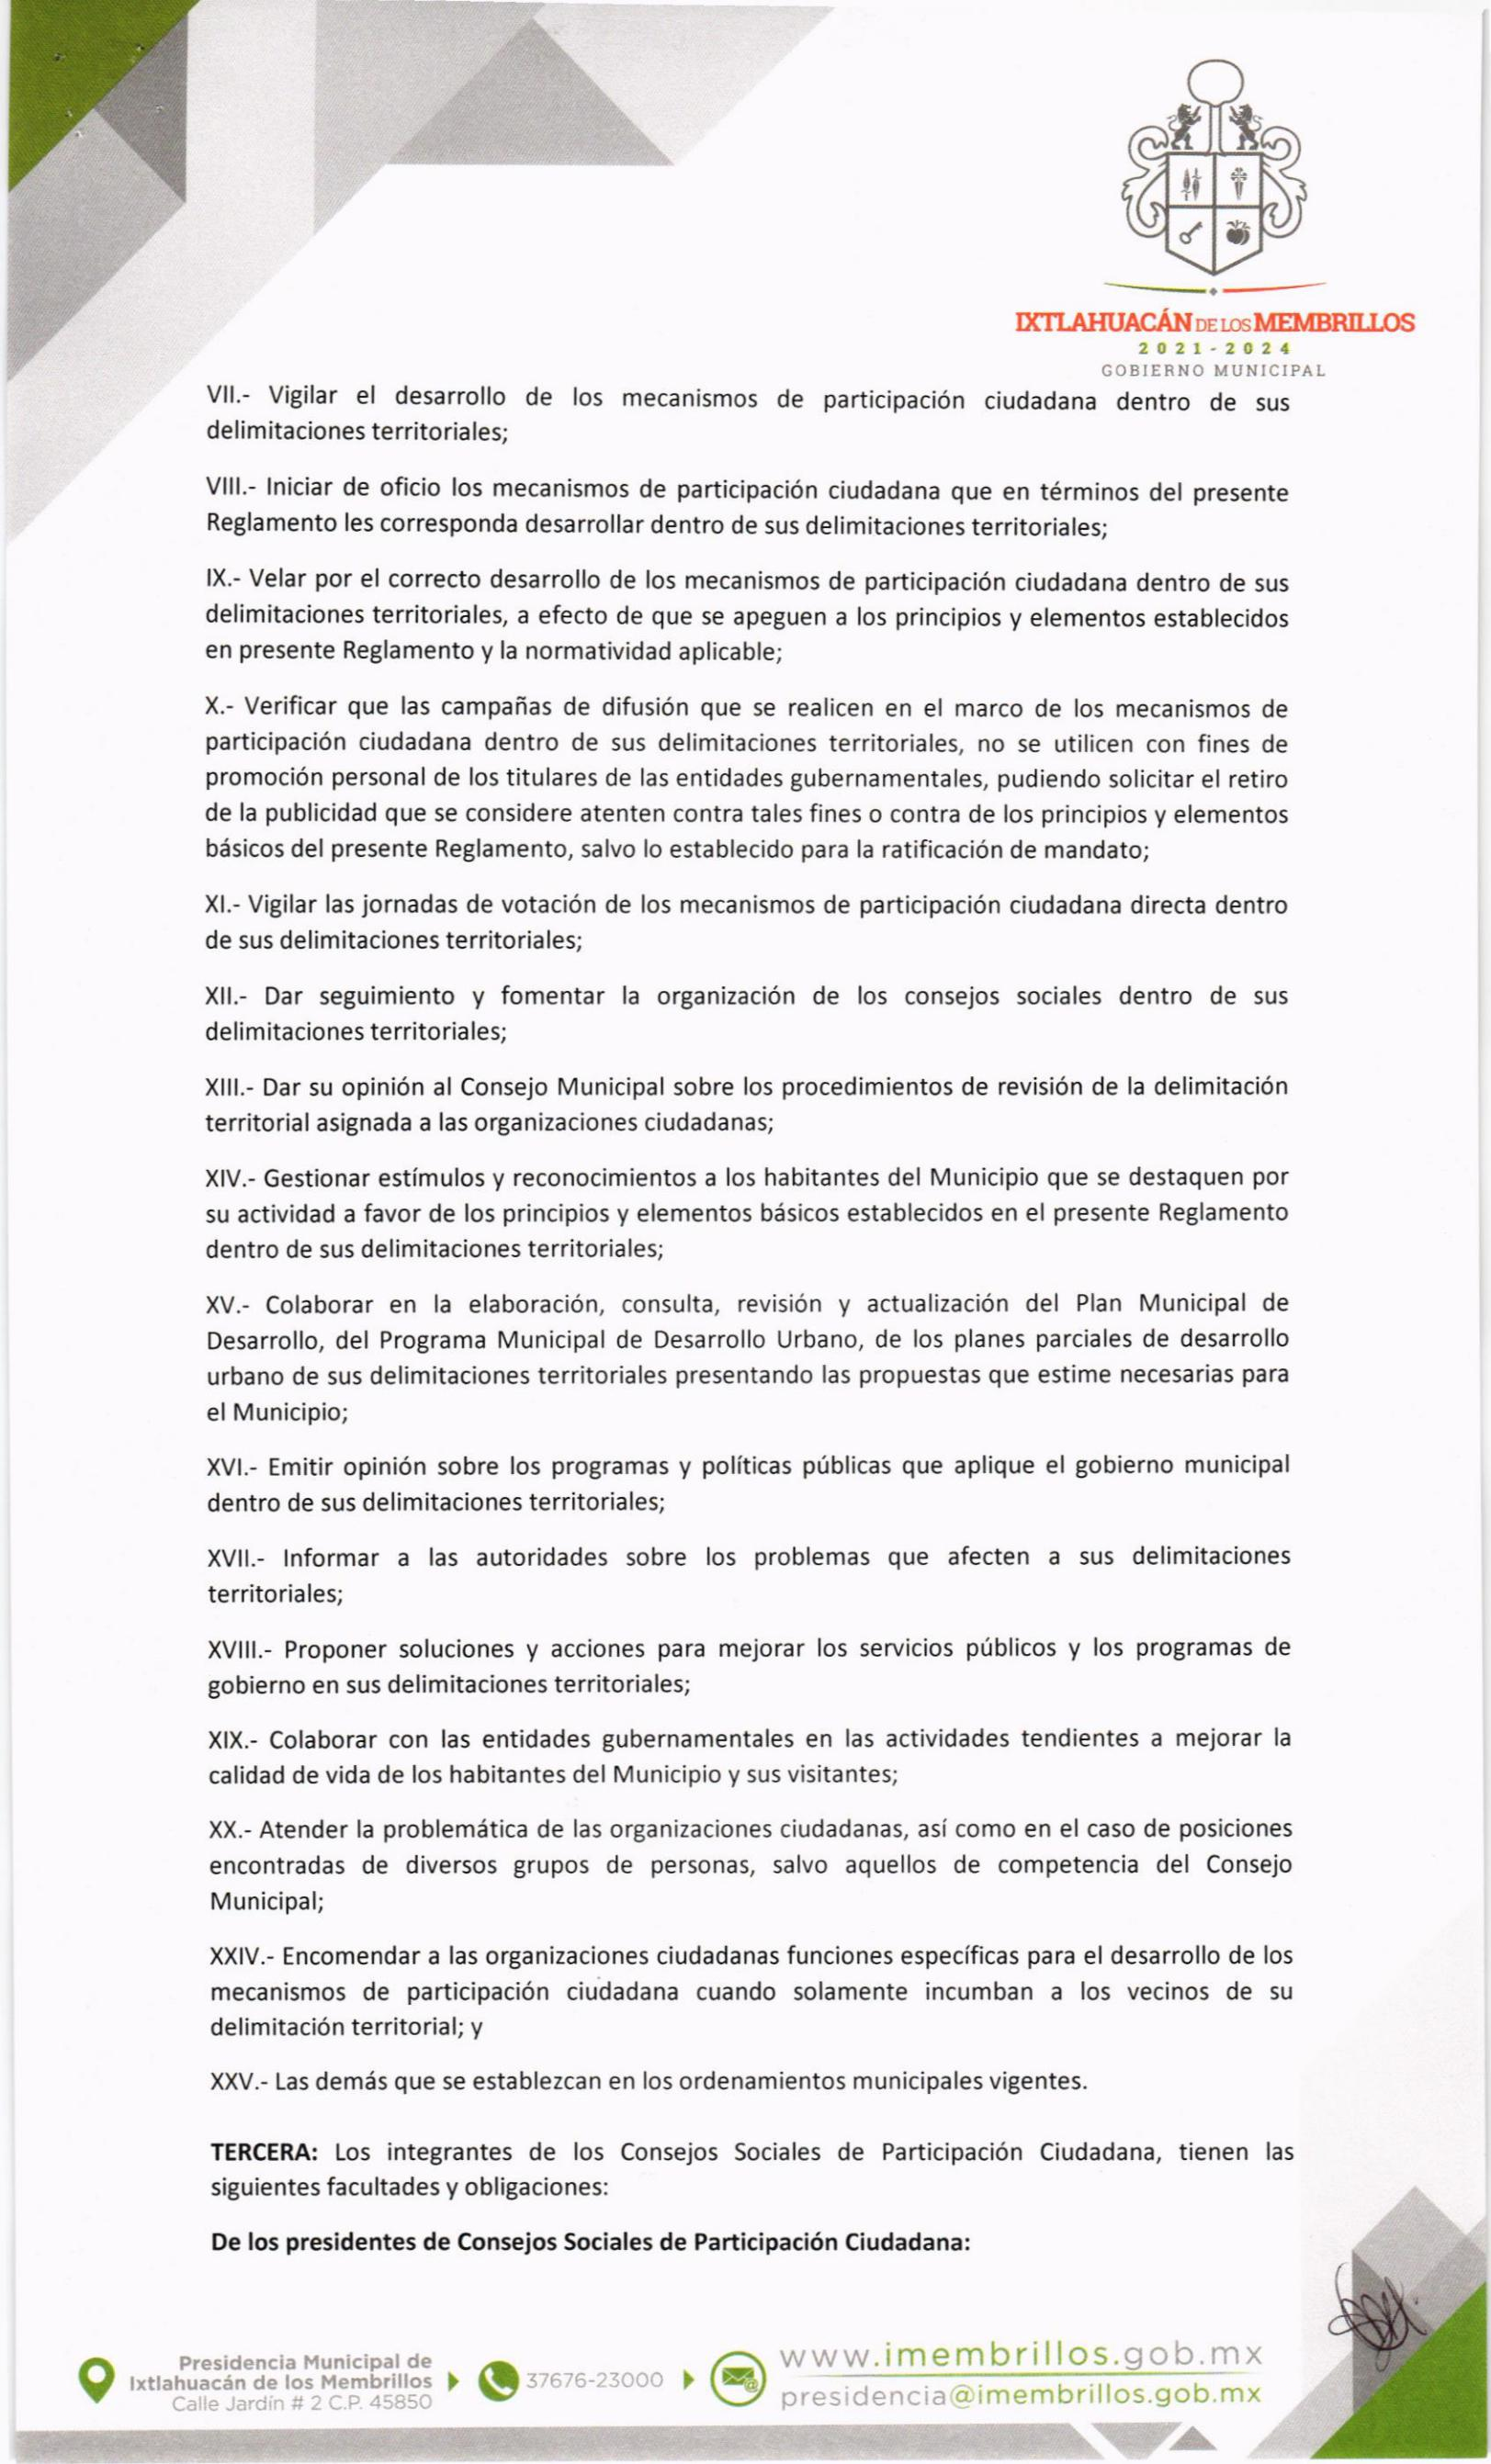 IXTLAHUACÁN DE LOS MEMBRILLOS
2021-2024
GOBIERNO MUNICIPAL
VII.- Vigilar el desarrollo de los mecanismos de participación ciudadana dentro de sus
delimitaciones territoriales;
VIII.- Iniciar de oficio los mecanismos de participación ciudadana que en términos del presente
Reglamento les corresponda desarrollar dentro de sus delimitaciones territoriales;
IX.- Velar por el correcto desarrollo de los mecanismos de participación ciudadana dentro de sus
delimitaciones territoriales, a efecto de que se apeguen a los principios y elementos establecidos
en presente Reglamento y la normatividad aplicable;
X.- Verificar que las campañas de difusión que se realicen en el marco de los mecanismos de
participación ciudadana dentro de sus delimitaciones territoriales, no se utilicen con fines de
promoción personal de los titulares de las entidades gubernamentales, pudiendo solicitar el retiro
de la publicidad que se considere atenten contra tales fines o contra de los principios y elementos
básicos del presente Reglamento, salvo lo establecido para la ratificación de mandato;
XI.- Vigilar las jornadas de votación de los mecanismos de participación ciudadana directa dentro
de sus delimitaciones territoriales;
XII.- Dar seguimiento y fomentar la organización de los consejos sociales dentro de sus
delimitaciones territoriales;
XIII.- Dar su opinión al Consejo Municipal sobre los procedimientos de revisión de la delimitación
territorial asignada a las organizaciones ciudadanas;
XIV.- Gestionar estímulos y reconocimientos a los habitantes del Municipio que se destaquen por
su actividad a favor de los principios y elementos básicos establecidos en el presente Reglamento
dentro de sus delimitaciones territoriales;
XV.- Colaborar en la elaboración, consulta, revisión y actualización del Plan Municipal de
Desarrollo, del Programa Municipal de Desarrollo Urbano, de los planes parciales de desarrollo
urbano de sus delimitaciones territoriales presentando las propuestas que estime necesarias para
el Municipio;
XVI.- Emitir opinión sobre los programas y políticas públicas que aplique el gobierno municipal
dentro de sus delimitaciones territoriales;
XVII.- Informar a las autoridades sobre los problemas que afecten a sus delimitaciones
territoriales;
XVIII.- Proponer soluciones y acciones para mejorar los servicios públicos y los programas de
gobierno en sus delimitaciones territoriales;
XIX.- Colaborar con las entidades gubernamentales en las actividades tendientes a mejorar la
calidad de vida de los habitantes del Municipio y sus visitantes;
XX.- Atender la problemática de las organizaciones ciudadanas, así como en el caso de posiciones
encontradas de diversos grupos de personas, salvo aquellos de competencia del Consejo
Municipal;
XXIV.- Encomendar a las organizaciones ciudadanas funciones específicas para el desarrollo de los
mecanismos de participación ciudadana cuando solamente incumban a los vecinos de su
delimitación territorial; y
XXV.- Las demás que se establezcan en los ordenamientos municipales vigentes.
TERCERA: Los integrantes de los Consejos Sociales de Participación Ciudadana, tienen las
siguientes facultades y obligaciones:
De los presidentes de Consejos Sociales de Participación Ciudadana:
Presidencia Municipal de
Ixtlahuacán de los Membrillos
Calle Jardín # 2 C.P. 45850
37676-23000
www.imembrillos.gob.mx
presidencia@imembrillos.gob.mx